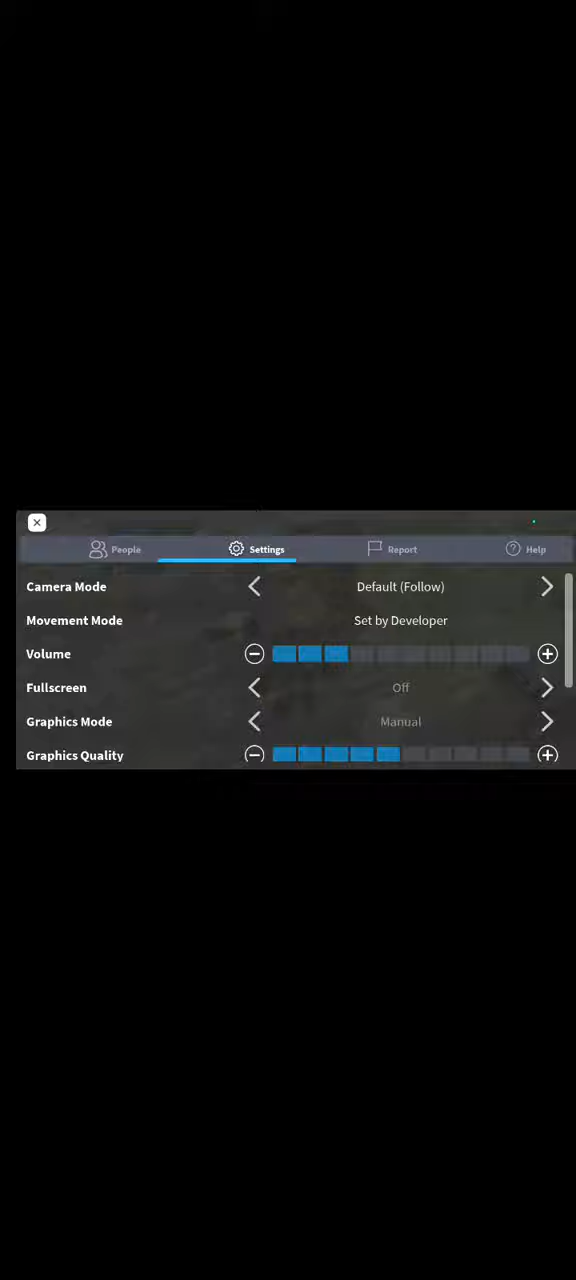 People Settings Report Help
Camera Mode Default (Follow)
Movement Mode Set by Developer
Volume
Fullscreen Off
Graphics Mode Manual
Graphics Quality